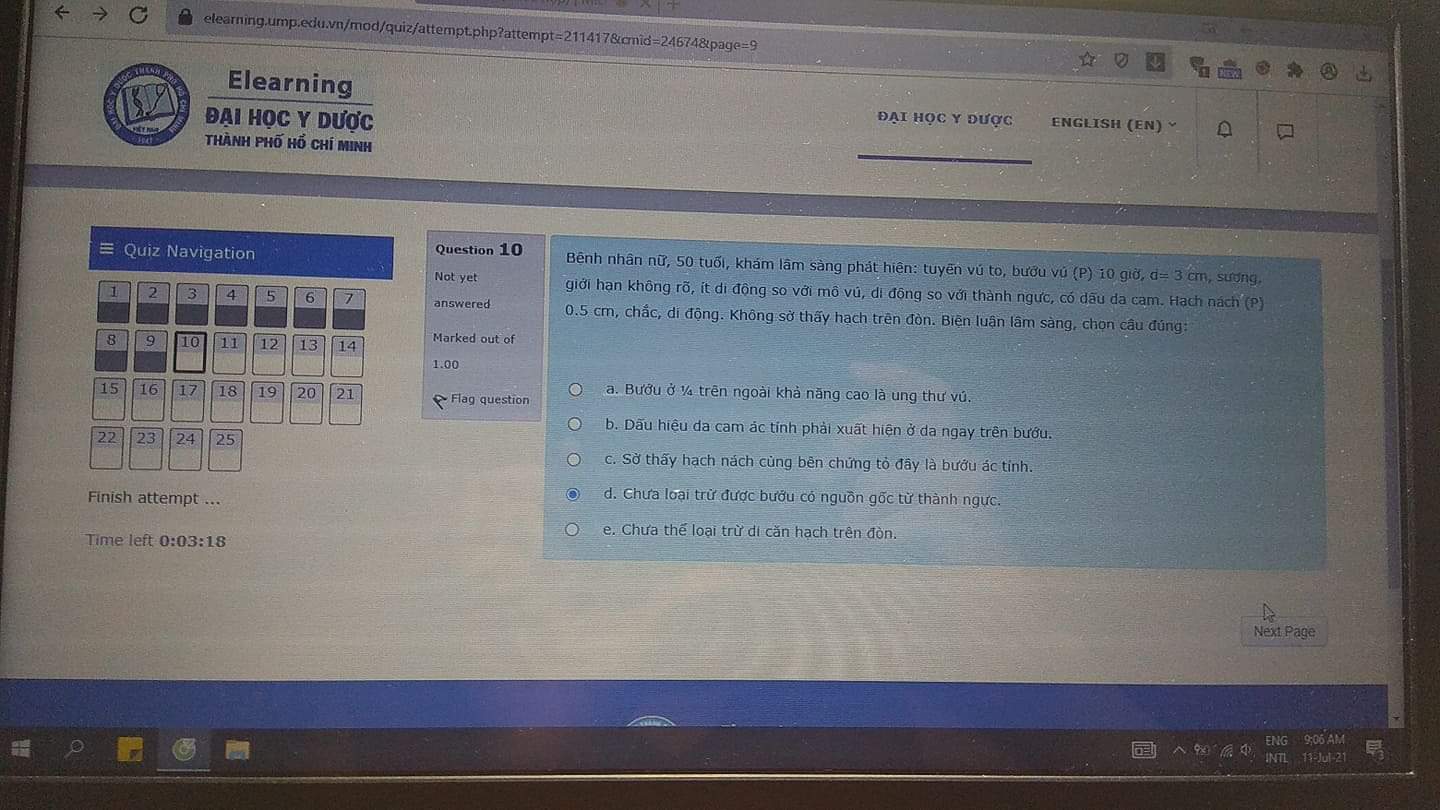 elearning.ump.edu.vn/mod/quiz/attempt.php?attempt=211417&cmid=24674&page=9
NEW
Elearning
ĐẠI HỌC Y DƯỢC
THÀNH PHỐ HỒ CHÍ MINH
ĐẠI HỌC Y DƯỢC
ENGLISH (EN)
Quiz Navigation
1 2 3 4 5 6 7
8 9 10 11 12 13 14
15 16 17 18 19 20 21
22 23 24 25
Finish attempt ...
Time left 0:03:18
Question 10
Not yet
answered
Marked out of
1.00
Flag question
Bệnh nhân nữ, 50 tuổi, khám lâm sàng phát hiện: tuyến vú to, bướu vú (P) 10 giờ, d= 3 cm, sượng,
giới hạn không rõ, ít di động so với mô vú, di động so với thành ngực, có dấu da cam. Hạch nách (P)
0.5 cm, chắc, di động. Không sờ thấy hạch trên đòn. Biện luận lâm sàng, chọn câu đúng:
a. Bướu ở ¼ trên ngoài khả năng cao là ung thư vú.
b. Dấu hiệu da cam ác tính phải xuất hiện ở da ngay trên bướu.
c. Sờ thấy hạch nách cùng bên chứng tỏ đây là bướu ác tính.
d. Chưa loại trừ được bướu có nguồn gốc từ thành ngực.
e. Chưa thể loại trừ di căn hạch trên đòn.
Next Page
ENG
INTL
9:06 AM
11-Jul-21
3